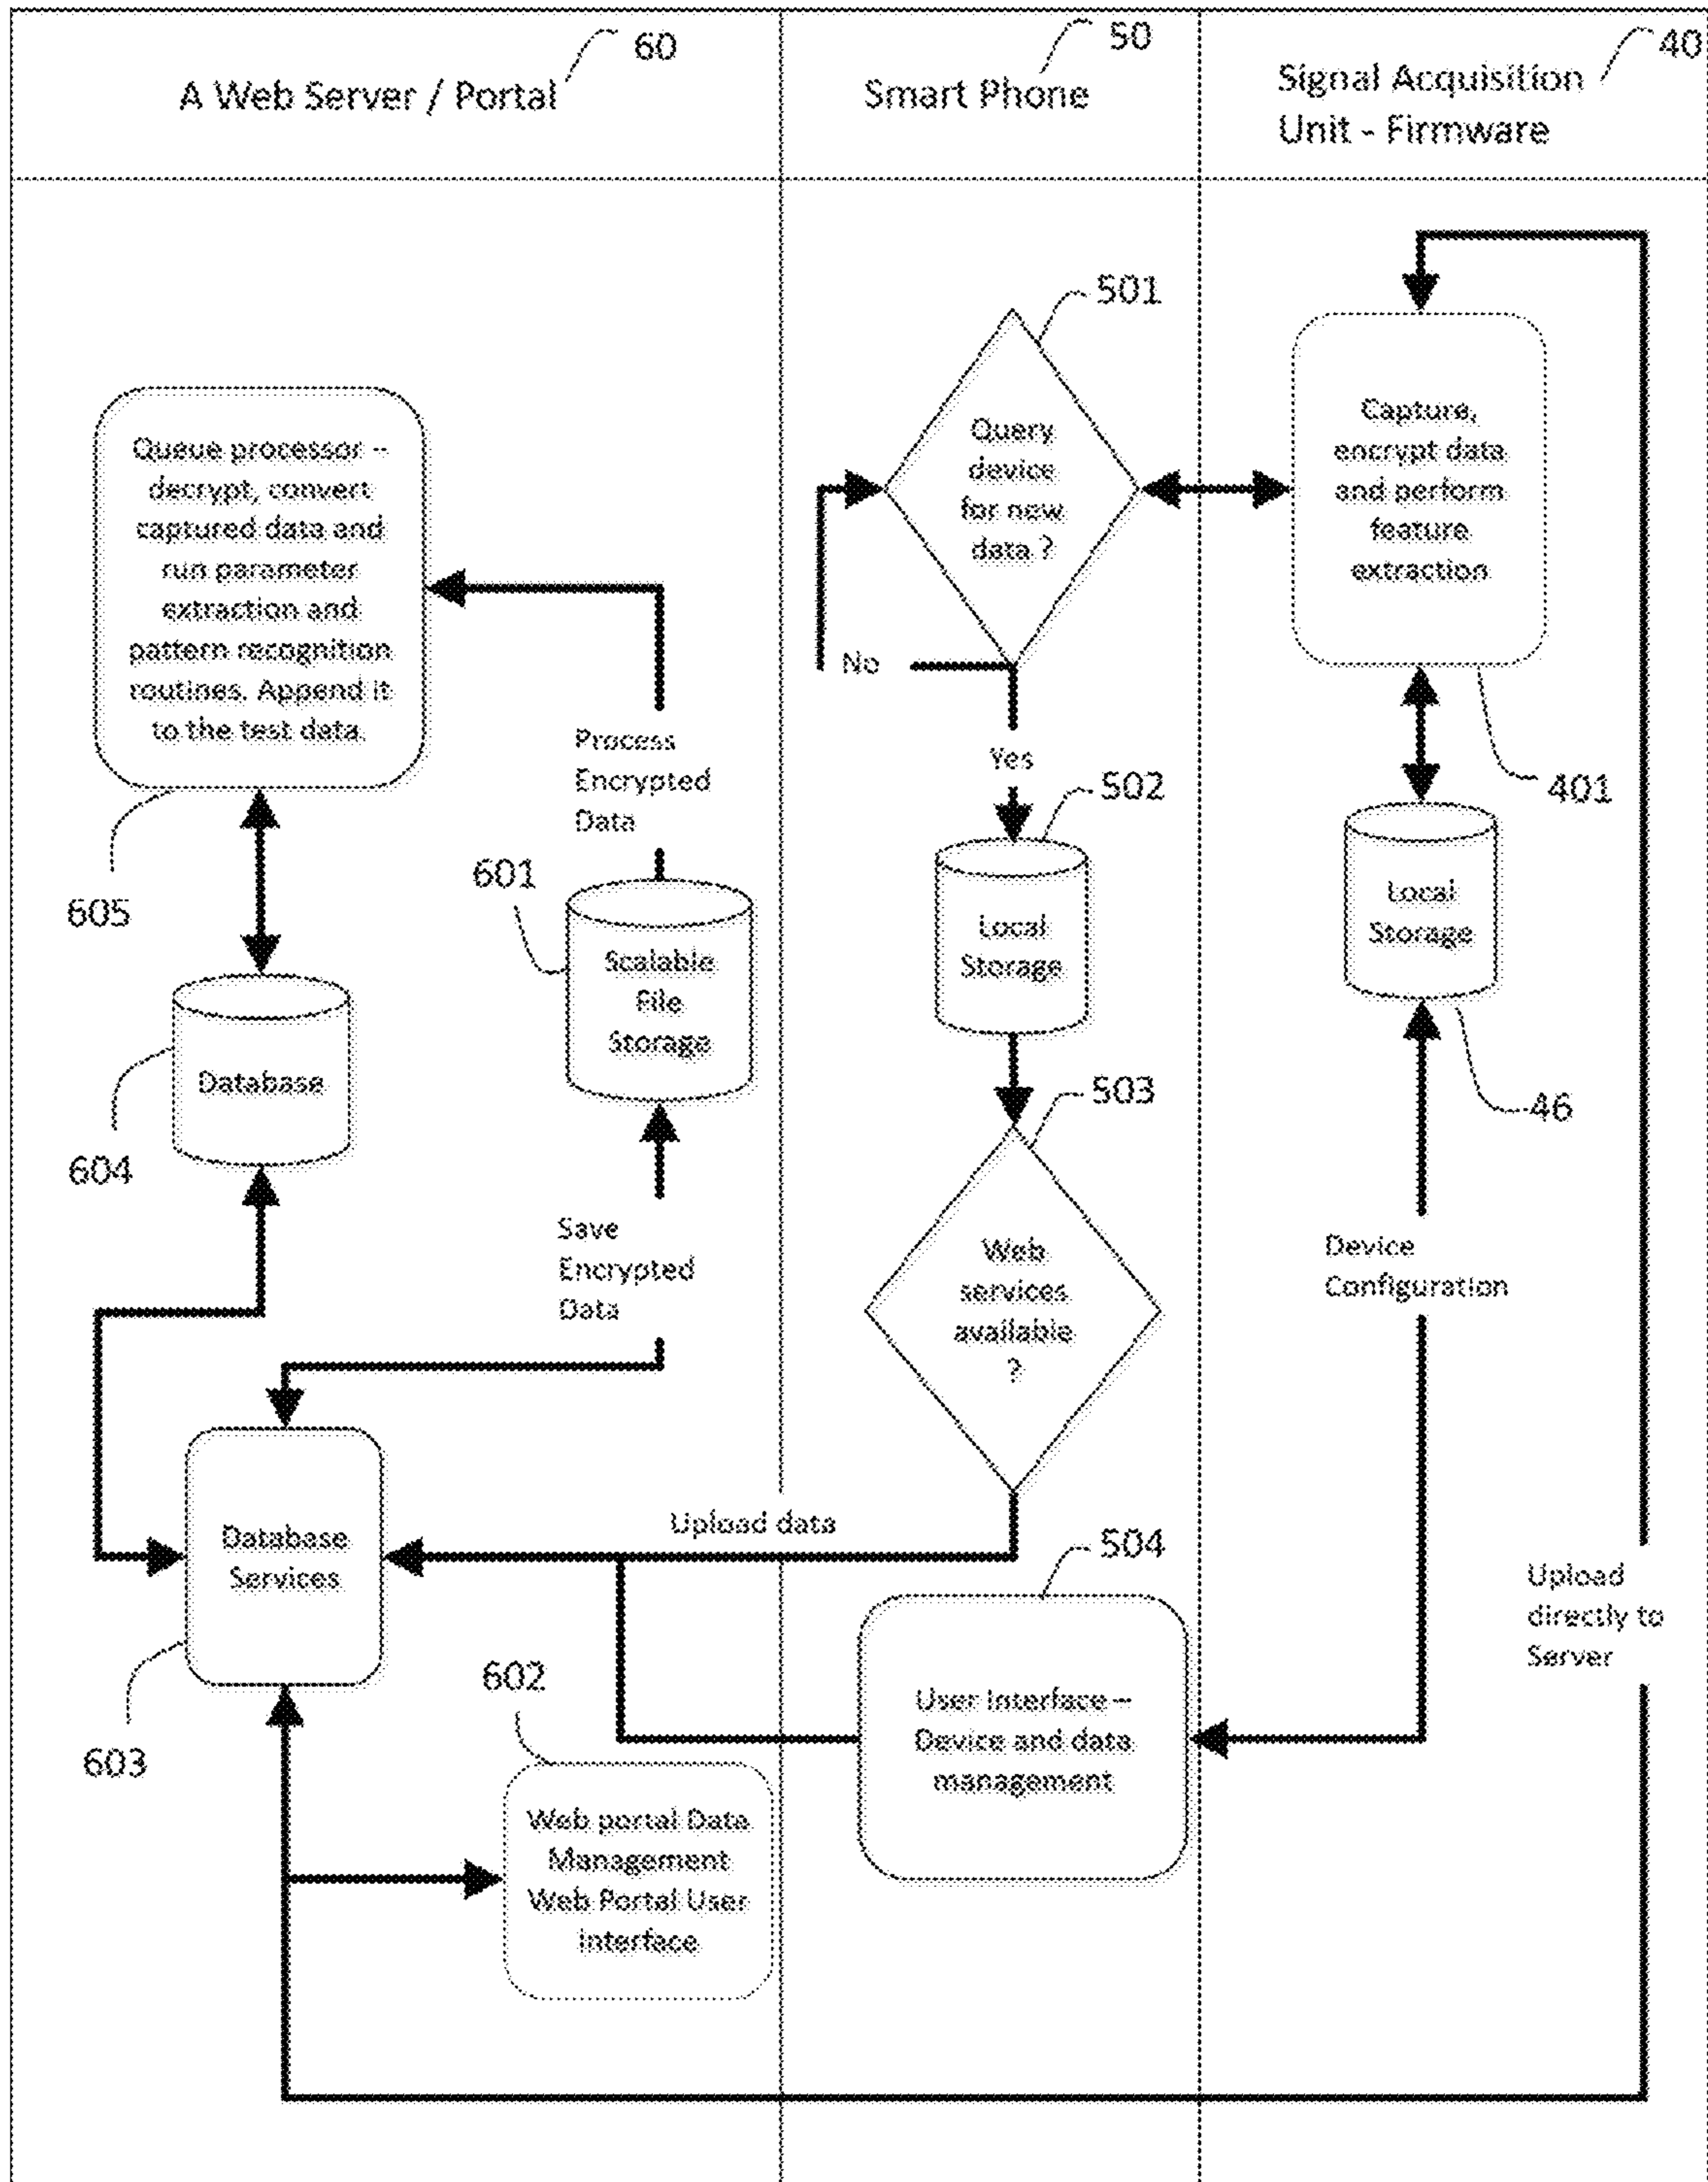 60
A Web Server / Portal
50
Smart Phone
40
Signal Acquisition
Unit - Firmware
501
Query
device
for new
data ?
No
Yes
Capture,
encrypt data
and perform
feature
extraction
401
Queue processor –
decrypt, convert
captured data and
run parameter
extraction and
pattern recognition
routines. Append it
to the test data.
605
Process
Encrypted
Data
601
Scalable
File
Storage
502
Local
Storage
Local
Storage
46
604
Database
503
Web
services
available
?
Save
Encrypted
Data
Device
Configuration
Upload data
Database
Services
603
504
User Interface –
Device and data
management
Upload
directly to
Server
602
Web portal Data
Management
Web Portal User
interface